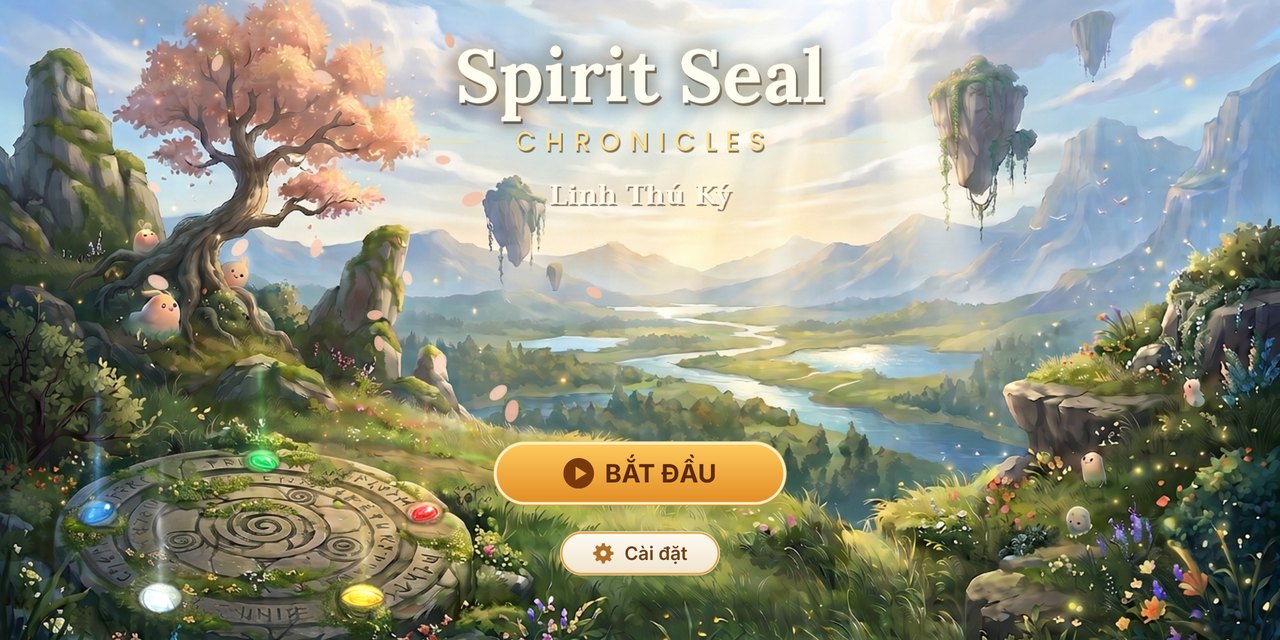 Spirit Seal
CHRONICLES
Linh Thú Ký
BẮT ĐẦU
Cài đặt